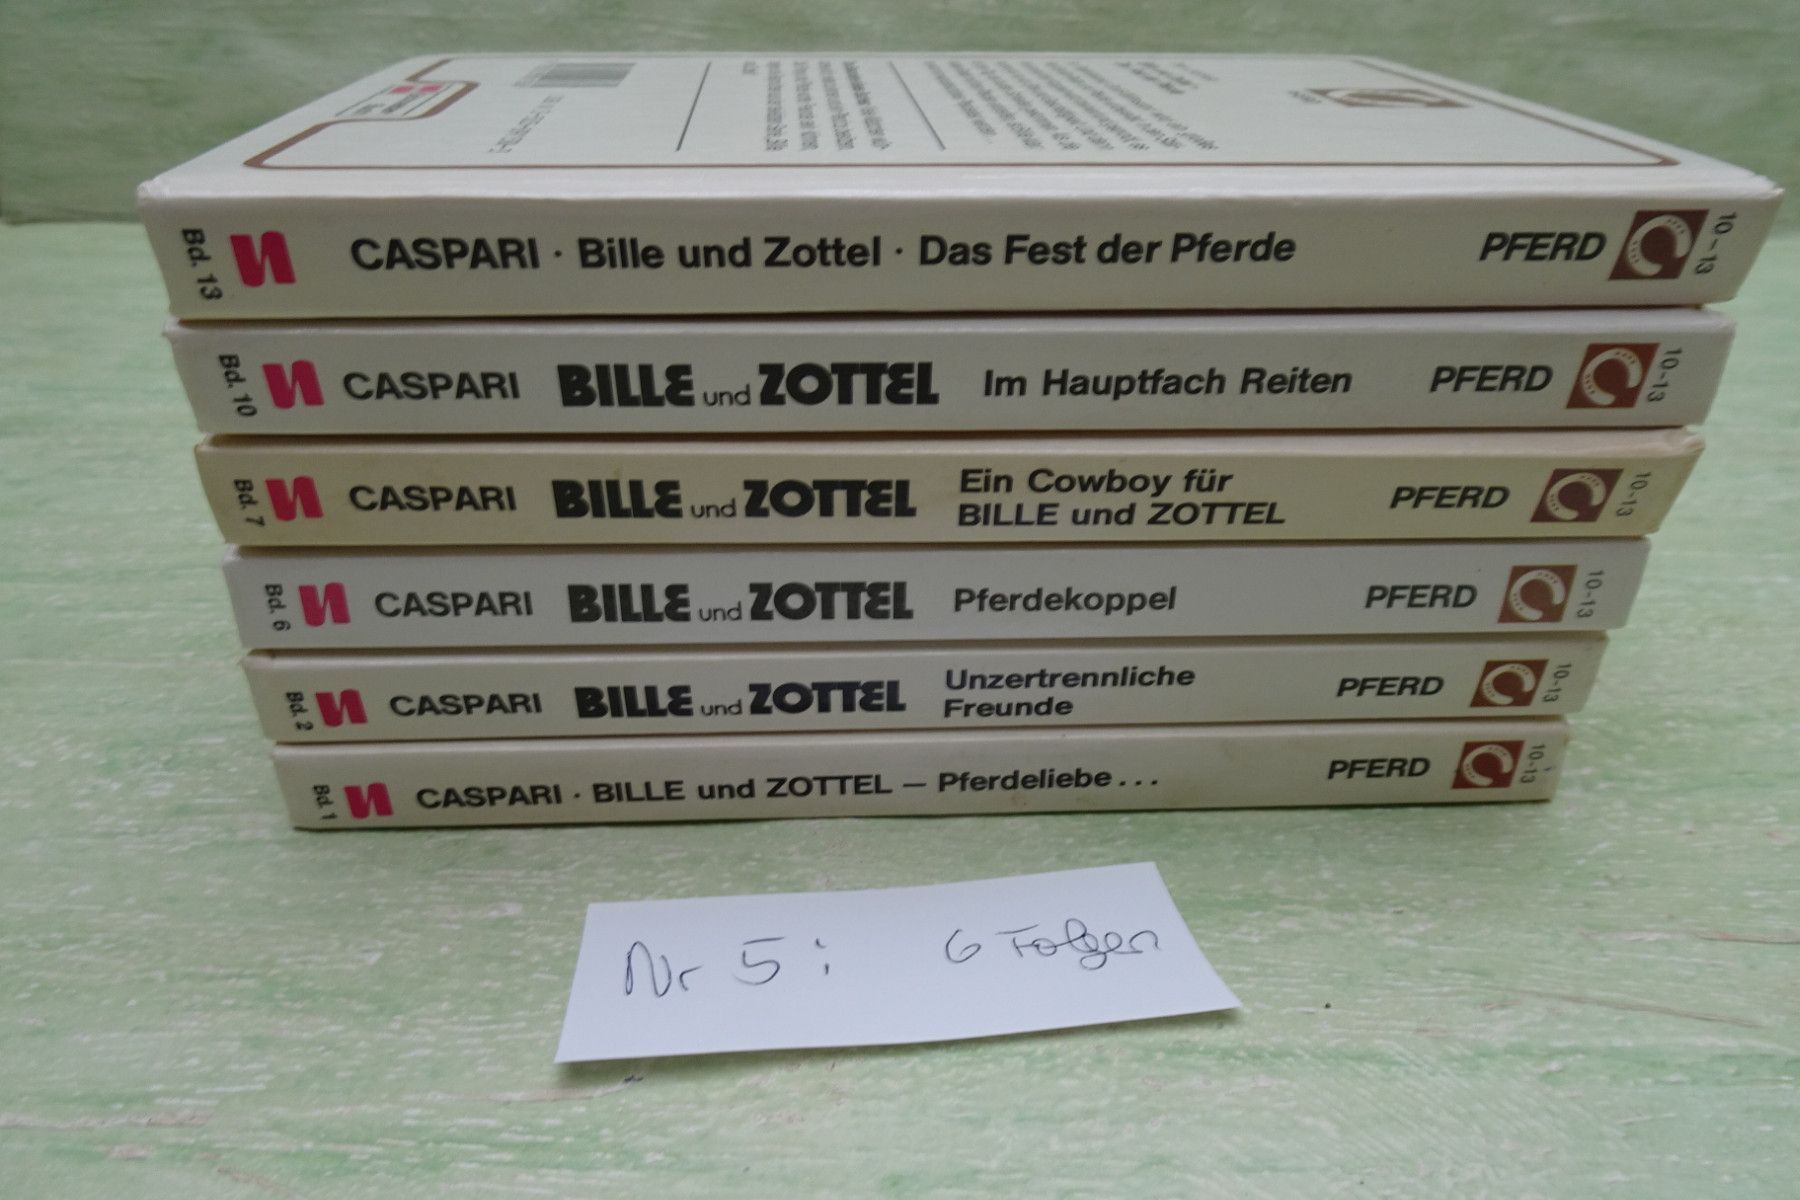 Bd. 13 CASPARI · Bille und Zottel · Das Fest der Pferde PFERD 10-13
Bd. 10 CASPARI BILLE und ZOTTEL Im Hauptfach Reiten PFERD 10-13
Bd. 7 CASPARI BILLE und ZOTTEL Ein Cowboy für
BILLE und ZOTTEL PFERD 10-13
Bd. 6 CASPARI BILLE und ZOTTEL Pferdekoppel PFERD 10-13
Bd. 2 CASPARI BILLE und ZOTTEL Unzertrennliche
Freunde PFERD 10-13
Bd. 1 CASPARI · BILLE und ZOTTEL – Pferdeliebe... PFERD 10-13
Nr 5: 6 Folgen